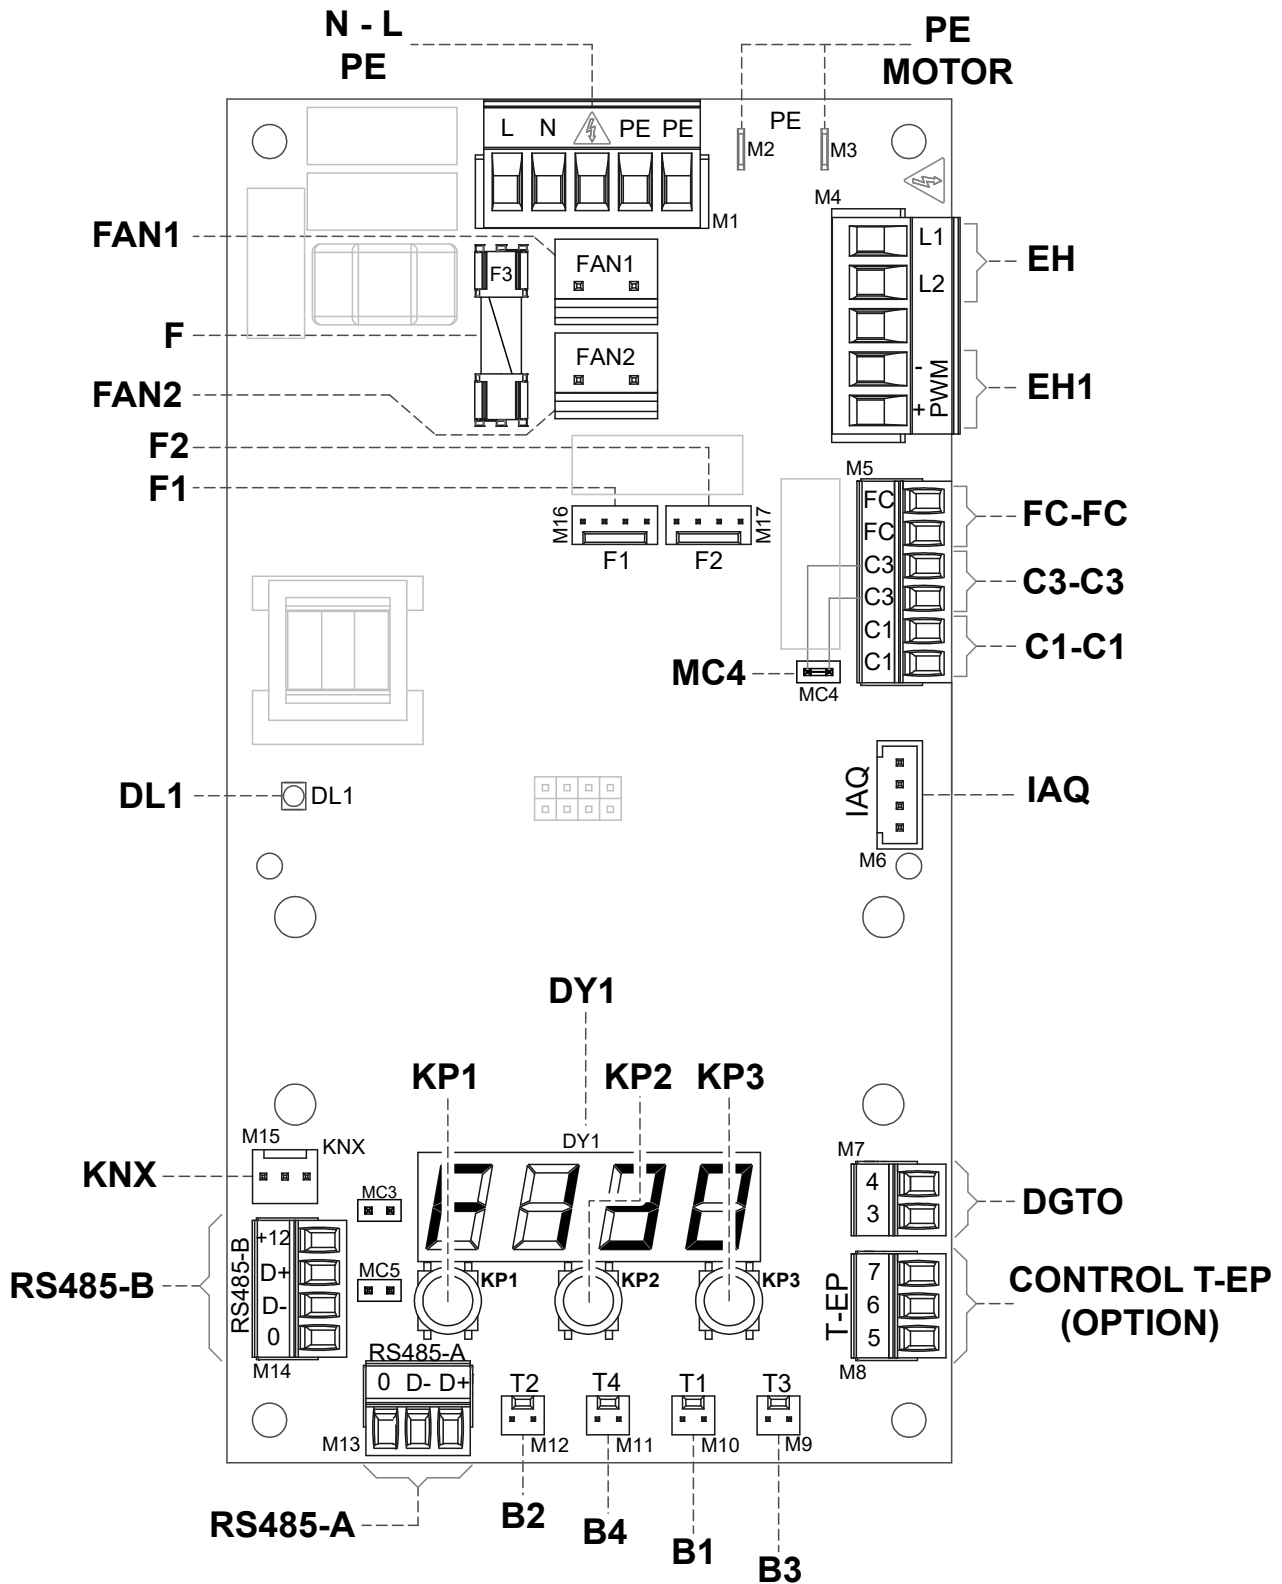 N - L
PE
PE
MOTOR
L N PE PE
PE
M2
M3
M1
M4
FAN1
FAN1
F3
L1
L2
EH
F
FAN2
FAN2
- 
+
PWM
EH1
F2
F1
M16
F1
F2
M17
M5
FC
FC
C3
C3
C1
C1
FC-FC
C3-C3
C1-C1
MC4
MC4
DL1
DL1
IAQ
M6
IAQ
DY1
KP1
KP2
KP3
DY1
M15
KNX
KNX
MC3
F120
M7
4
3
DGTO
RS485-B
RS485-B
+12
D+
D-
0
M14
MC5
KP1
KP2
KP3
T-EP
7
6
5
M8
CONTROL T-EP
(OPTION)
RS485-A
0 D- D+
M13
T2
M12
T4
M11
T1
M10
T3
M9
RS485-A
B2
B4
B1
B3